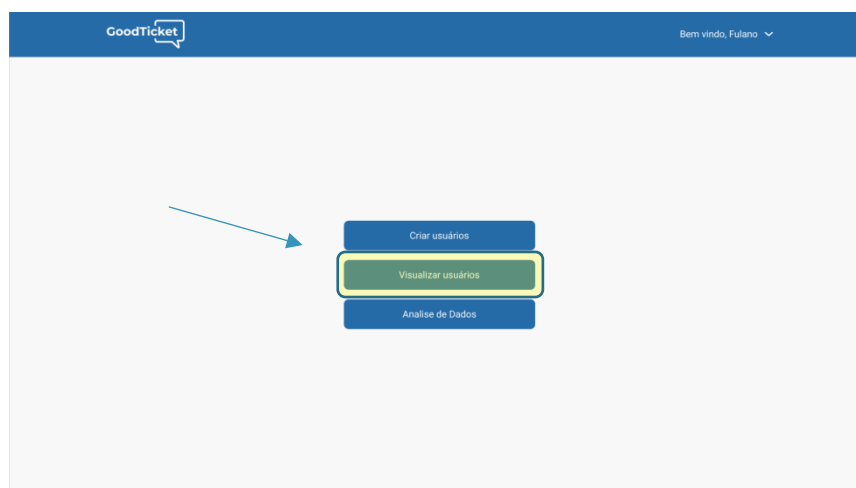 GoodTicket
Bem vindo, Fulano
Criar usuários
Visualizar usuários
Analise de Dados